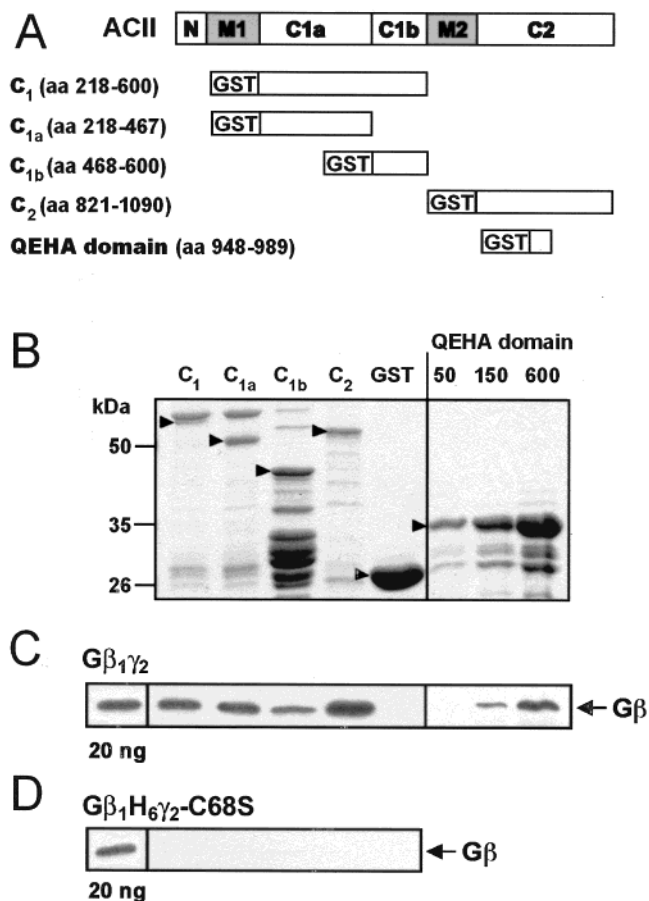 A
ACII N M1 C1a C1b M2 C2
C1 (aa 218-600) GST
C1a (aa 218-467) GST
C1b (aa 468-600) GST
C2 (aa 821-1090) GST
QEHA domain (aa 948-989) GST
B
QEHA domain
C1 C1a C1b C2 GST 50 150 600
kDa
50
35
26
C
Gβ1γ2
Gβ
20 ng
D
Gβ1H6γ2-C68S
Gβ
20 ng